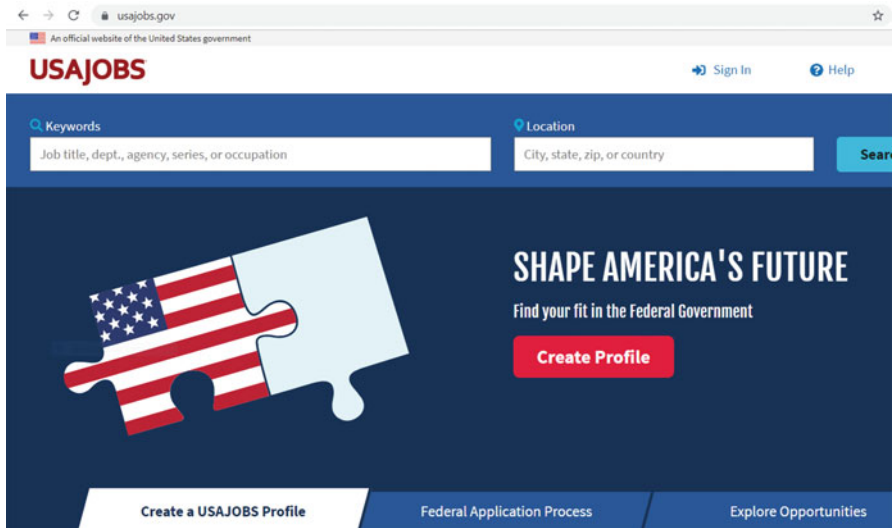 usajobs.gov
An official website of the United States government
USAJOBS
Sign In
Help
Keywords
Location
Job title, dept., agency, series, or occupation
City, state, zip, or country
Sear
SHAPE AMERICA'S FUTURE
Find your fit in the Federal Government
Create Profile
Create a USAJOBS Profile
Federal Application Process
Explore Opportunities